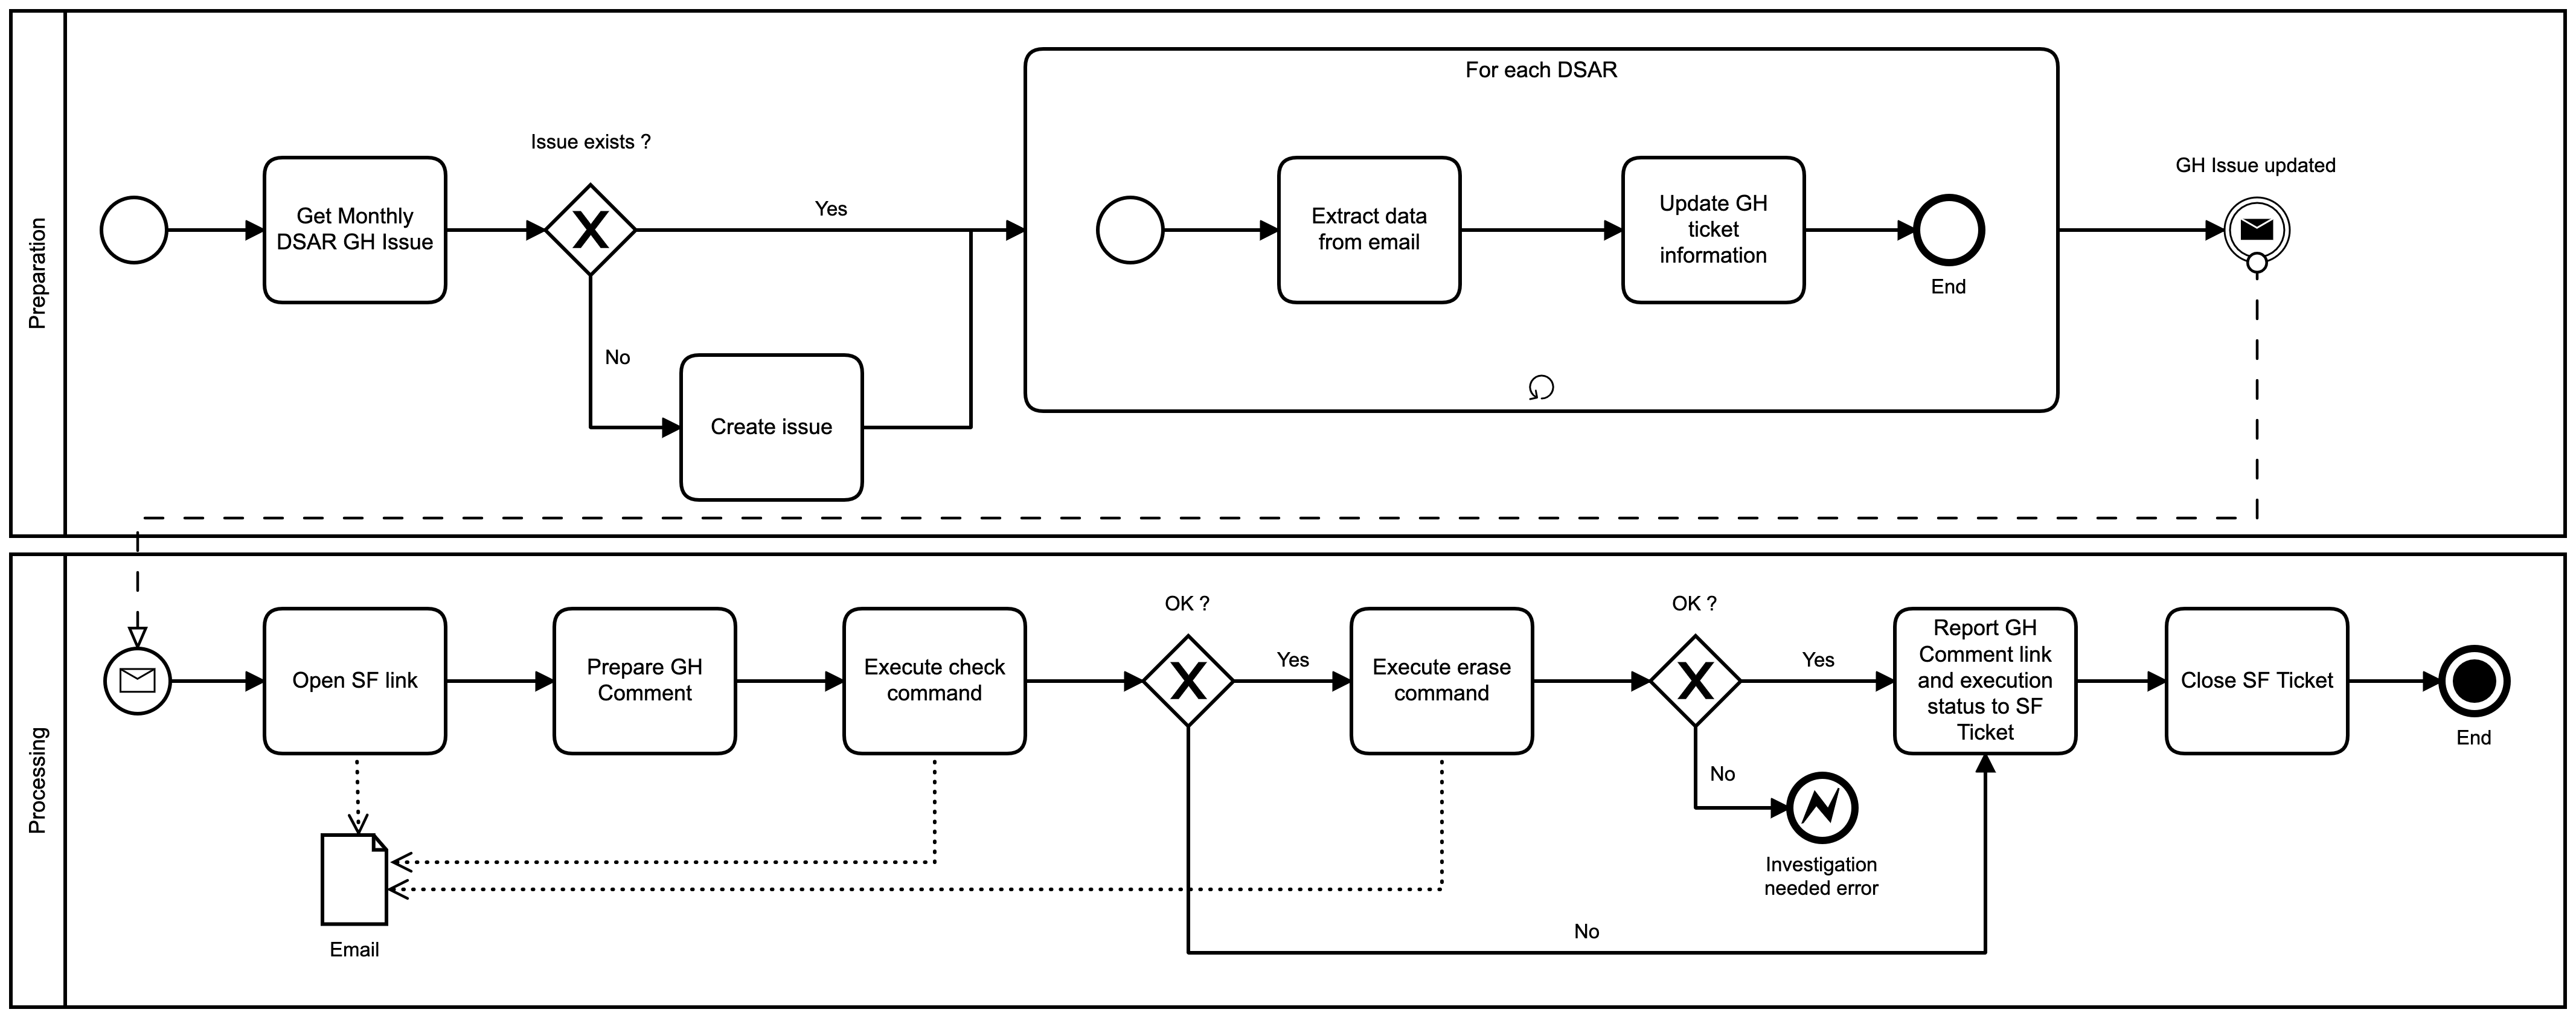 Preparation
Get Monthly
DSAR GH Issue
Issue exists ?
Yes
No
Create issue
For each DSAR
Extract data
from email
Update GH
ticket
information
End
GH Issue updated
Processing
Open SF link
Email
Prepare GH
Comment
Execute check
command
OK ?
Yes
No
Execute erase
command
OK ?
Yes
No
Investigation
needed error
Report GH
Comment link
and execution
status to SF
Ticket
Close SF Ticket
End